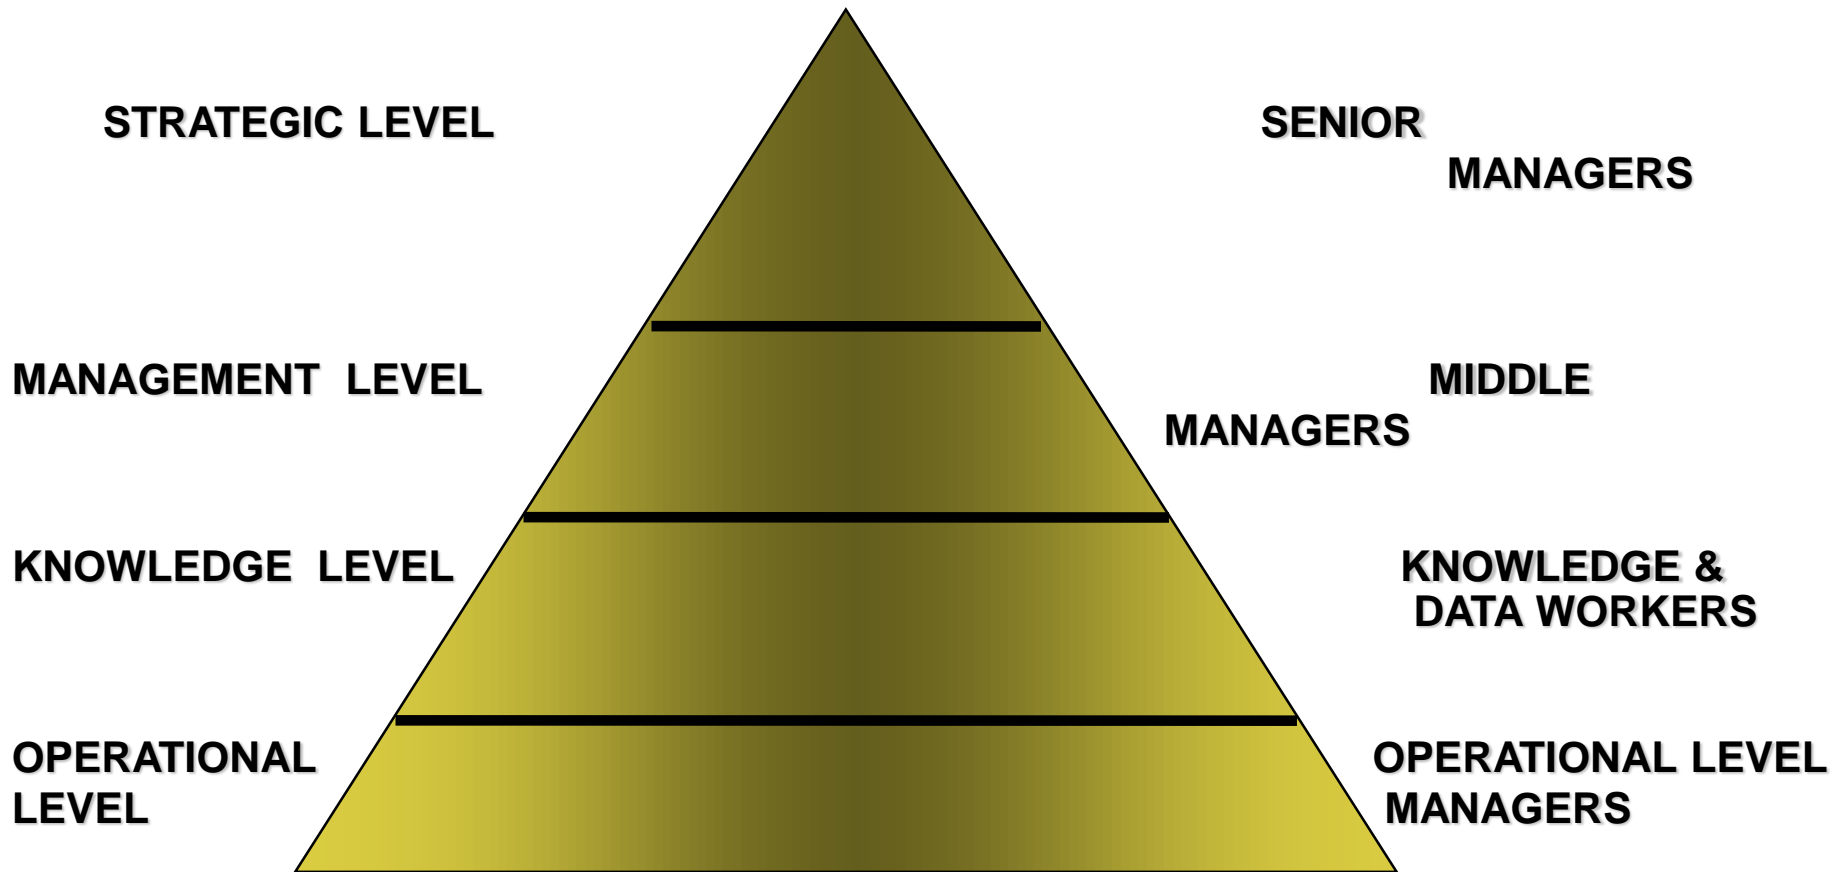 STRATEGIC LEVEL
SENIOR
MANAGERS
MANAGEMENT LEVEL
MIDDLE
MANAGERS
KNOWLEDGE LEVEL
KNOWLEDGE &
DATA WORKERS
OPERATIONAL
LEVEL
OPERATIONAL LEVEL
MANAGERS